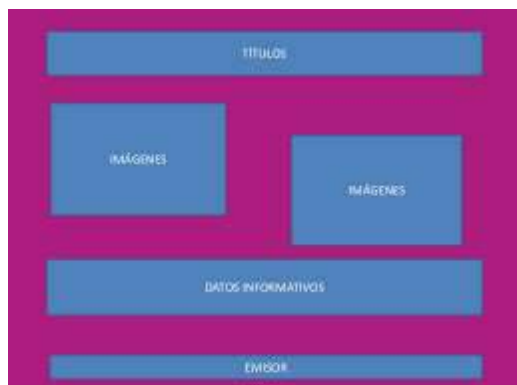 TÍTULOS
IMÁGENES
IMÁGENES
DATOS INFORMATIVOS
EMISOR